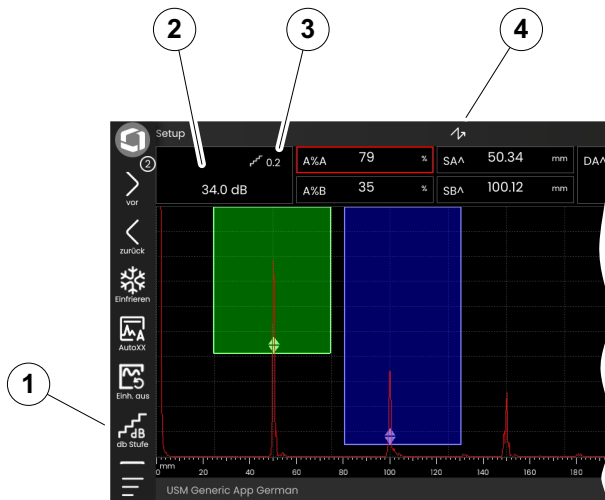 2
3
4
Setup
2
0.2
34.0 dB
A%A 79 %
SA^ 50.34 mm
DA^
A%B 35 %
SB^ 100.12 mm
vor
zurück
Einfrieren
A
AutoXX
Einh. aus
1
dB
db Stufe
mm 20 40 60 80 100 120 140 160 180
USM Generic App German